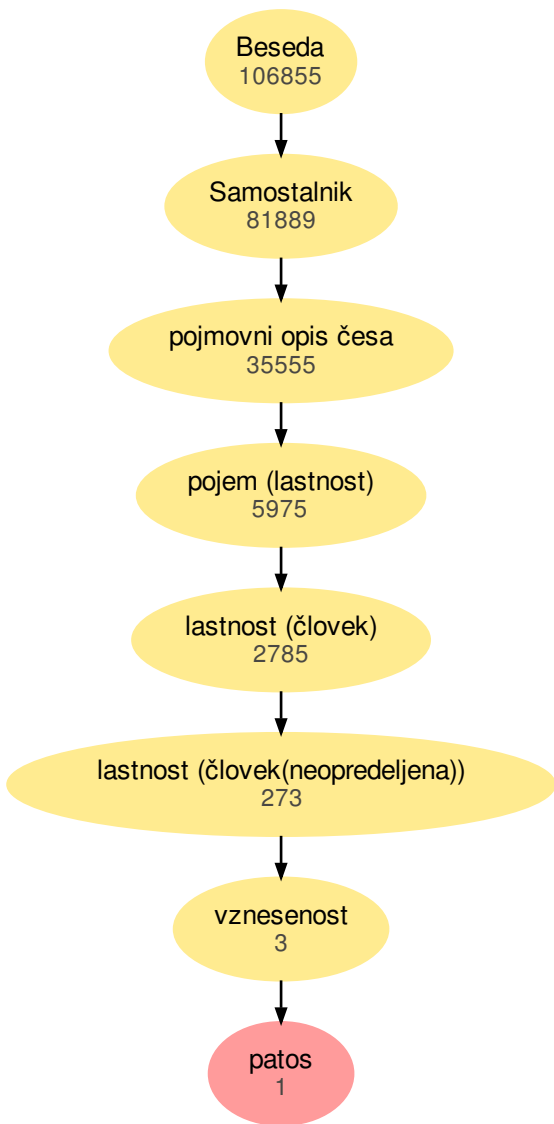 Beseda
106855
Samostalnik
81889
pojmovni opis česa
35555
pojem (lastnost)
5975
lastnost (človek)
2785
lastnost (človek(neopredeljena))
273
vznesenost
3
patos
1